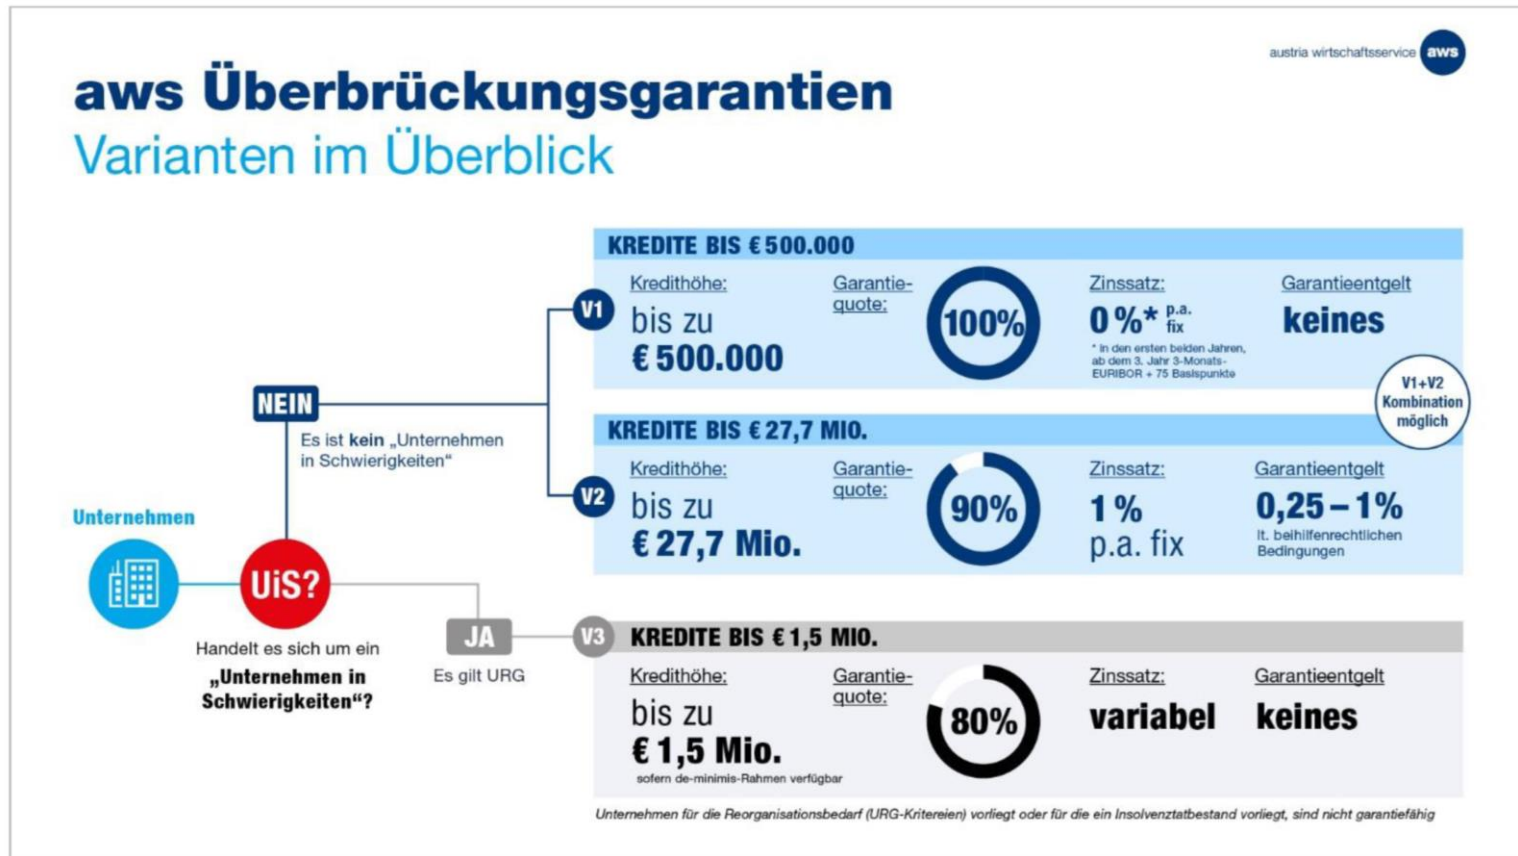 austria wirtschaftsservice aws
aws Überbrückungsgarantien
Varianten im Überblick
KREDITE BIS € 500.000
V1
Kredithöhe:
bis zu
€ 500.000
Garantie-
quote:
100%
Zinssatz:
0 %* p.a.
fix
* in den ersten beiden Jahren,
ab dem 3. Jahr 3-Monats-
EURIBOR + 75 Basispunkte
Garantieentgelt
keines
V1+V2
Kombination
möglich
NEIN
Es ist kein „Unternehmen
in Schwierigkeiten“
KREDITE BIS € 27,7 MIO.
V2
Kredithöhe:
bis zu
€ 27,7 Mio.
Garantie-
quote:
90%
Zinssatz:
1 %
p.a. fix
Garantieentgelt
0,25 – 1%
lt. beihilfenrechtlichen
Bedingungen
Unternehmen
UiS?
Handelt es sich um ein
„Unternehmen in
Schwierigkeiten“?
JA
Es gilt URG
V3
KREDITE BIS € 1,5 MIO.
Kredithöhe:
bis zu
€ 1,5 Mio.
sofern de-minimis-Rahmen verfügbar
Garantie-
quote:
80%
Zinssatz:
variabel
Garantieentgelt
keines
Unternehmen für die Reorganisationsbedarf (URG-Kritereien) vorliegt oder für die ein Insolvenztatbestand vorliegt, sind nicht garantiefähig